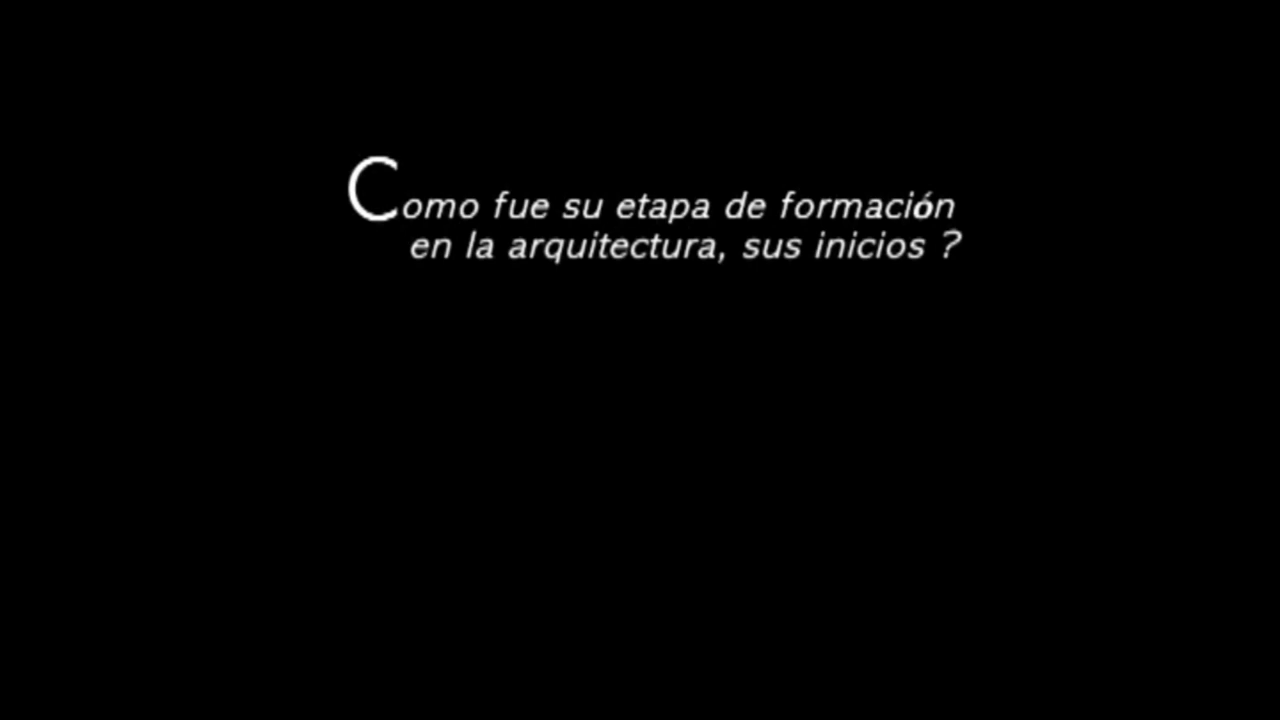 Como fue su etapa de formación
en la arquitectura, sus inicios ?